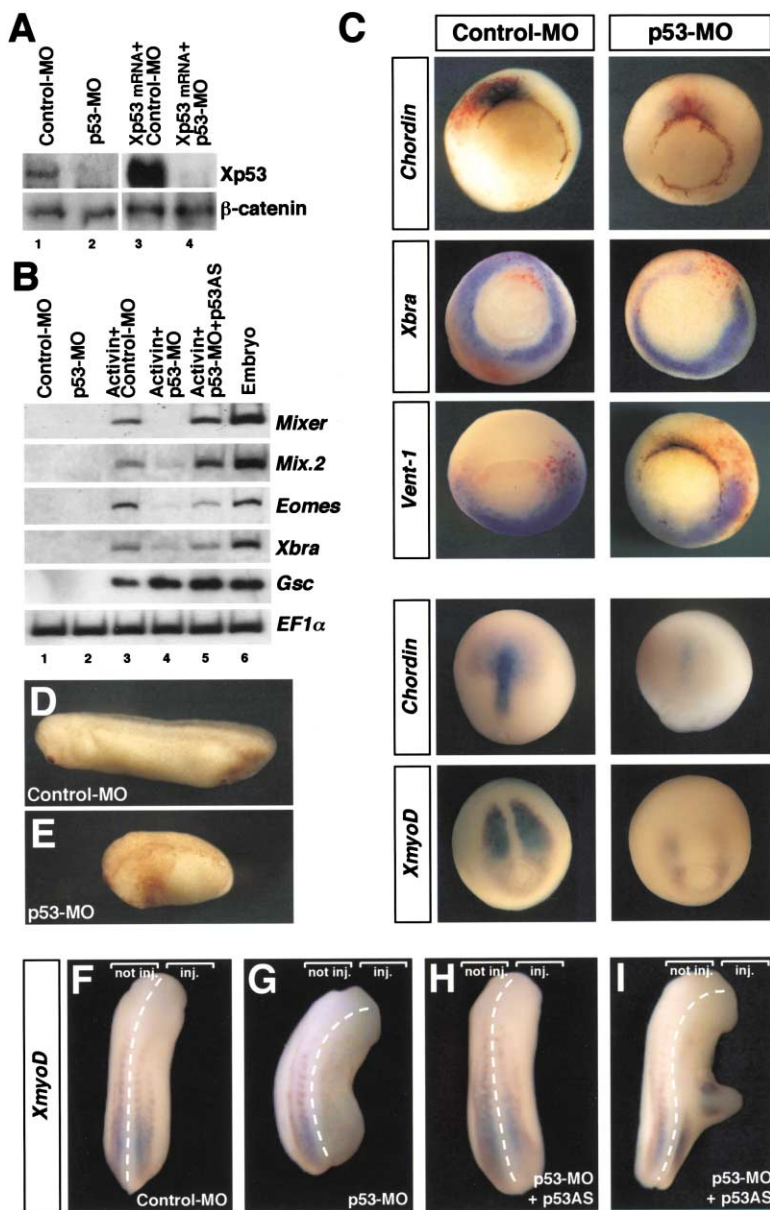 A
Control-MO
p53-MO
Xp53 mRNA+
Control-MO
Xp53 mRNA+
p53-MO
Xp53
β-catenin
1 2 3 4
B
Control-MO
p53-MO
Activin+
Control-MO
Activin+
p53-MO
Activin+
p53-MO+p53AS
Embryo
Mixer
Mix.2
Eomes
Xbra
Gsc
EF1α
1 2 3 4 5 6
C
Control-MO
p53-MO
Chordin
Xbra
Vent-1
Chordin
XmyoD
D
Control-MO
E
p53-MO
XmyoD
F
not inj. inj.
Control-MO
G
not inj. inj.
p53-MO
H
not inj. inj.
p53-MO
+ p53AS
I
not inj. inj.
p53-MO
+ p53AS